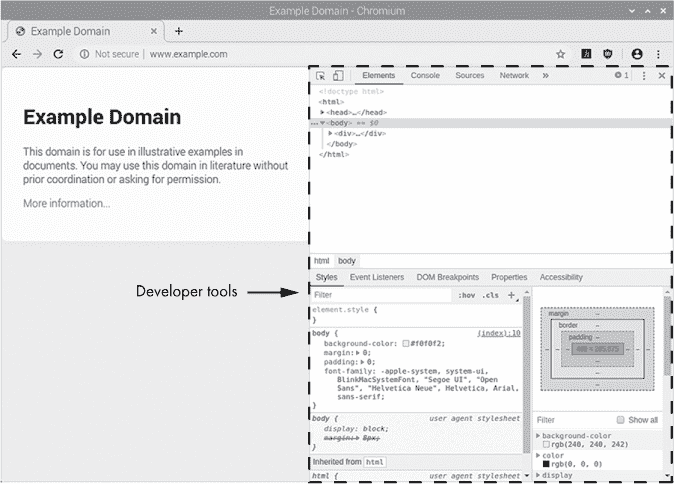 Example Domain - Chromium
Example Domain
Not secure | www.example.com
Elements Console Sources Network » 1
<!doctype html>
<html>
<head>…</head>
<body> == $0
<div>…</div>
</body>
</html>
Example Domain
This domain is for use in illustrative examples in
documents. You may use this domain in literature without
prior coordination or asking for permission.
More information...
Developer tools
html body
Styles Event Listeners DOM Breakpoints Properties Accessibility
Filter :hov .cls +
element.style {
}
body { (index):10
background-color: #f0f0f2;
margin: 0;
padding: 0;
font-family: -apple-system, system-ui,
BlinkMacSystemFont, "Segoe UI", "Open
Sans", "Helvetica Neue", Helvetica, Arial,
sans-serif;
}
body { user agent stylesheet
display: block;
margin: 8px;
}
Inherited from html
html { user agent stylesheet
margin –
border –
padding –
Filter Show all
background-color
rgb(240, 240, 242)
color
rgb(0, 0, 0)
display